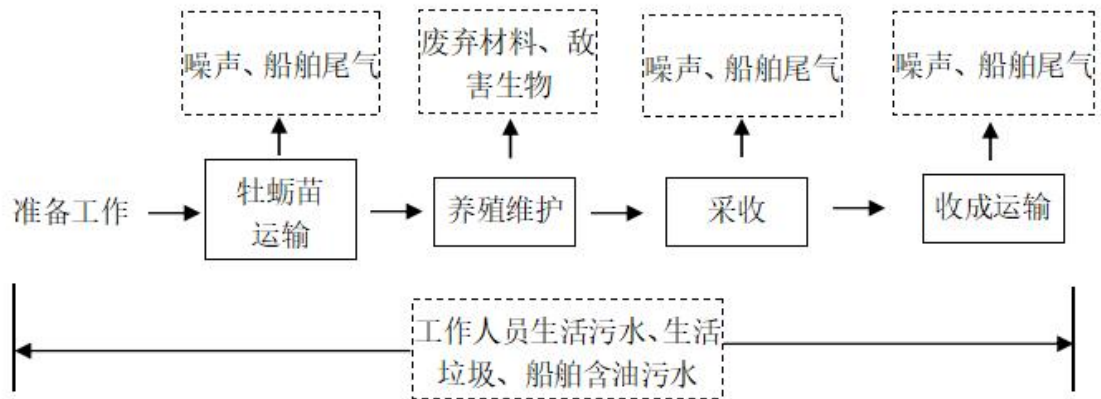 噪声、船舶尾气
废弃材料、敌
害生物
噪声、船舶尾气
噪声、船舶尾气
准备工作
牡蛎苗
运输
养殖维护
采收
收成运输
工作人员生活污水、生活
垃圾、船舶含油污水